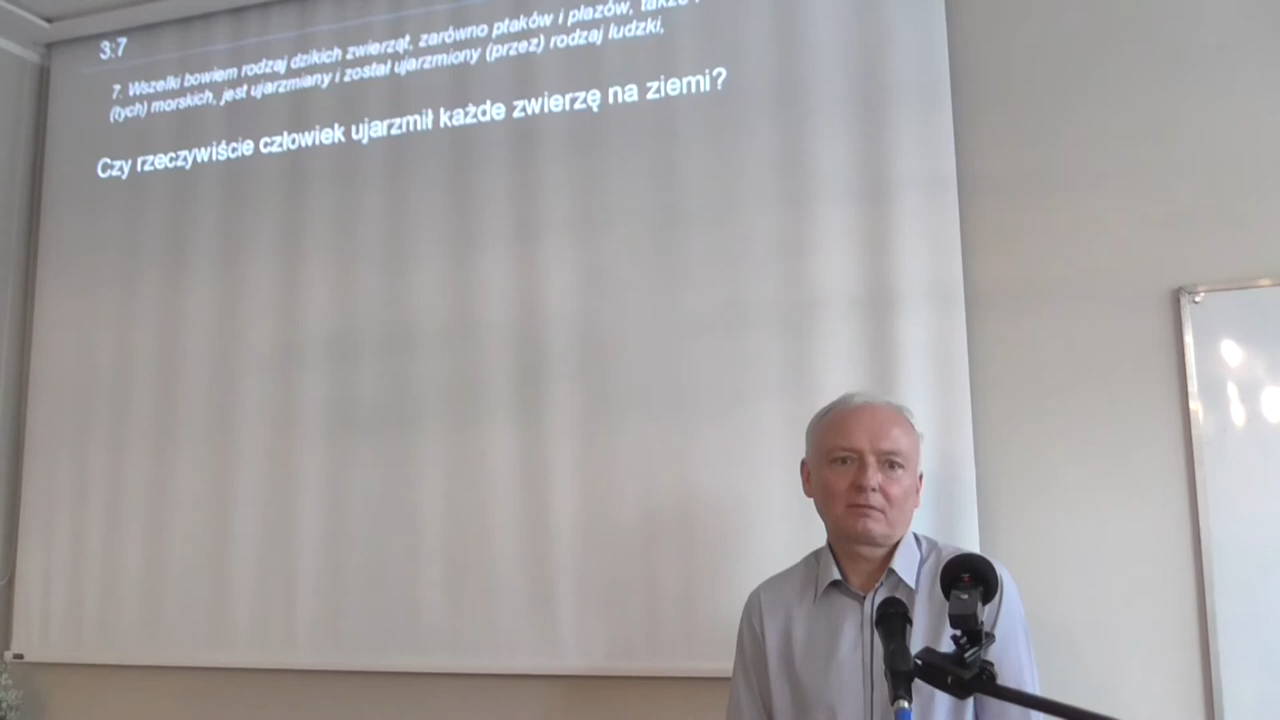 3:7
7. Wszelki bowiem rodzaj dzikich zwierząt, zarówno ptaków i płazów, także i
(tych) morskich, jest ujarzmiany i został ujarzmiony (przez) rodzaj ludzki,
Czy rzeczywiście człowiek ujarzmił każde zwierzę na ziemi?